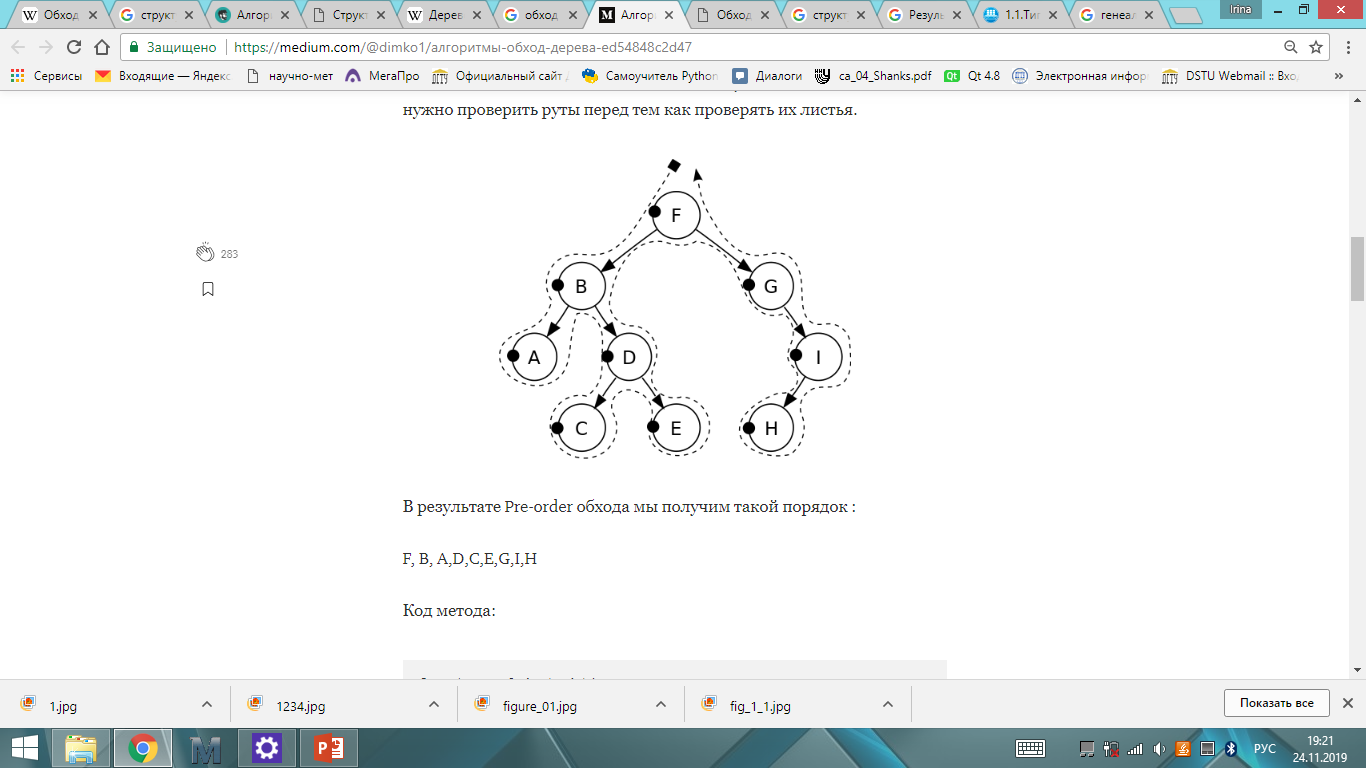 Обход
структ
Алгор
Структ
Дерев
обход
Алгор
Обход
структ
Резуль
1.1.Ти
генеал
Irina
Защищено
https://medium.com/@dimko1/алгоритмы-обход-дерева-ed54848c2d47
Сервисы
Входящие — Яндекс
научно-мет
МегаПро
Официальный сайт
Самоучитель Python
Диалоги
ca_04_Shanks.pdf
Qt 4.8
Электронная инфор
DSTU Webmail :: Вхо
»
нужно проверить руты перед тем как проверять их листья.
283
F
B
G
A
D
I
C
E
H
В результате Pre-order обхода мы получим такой порядок :
F, B, A,D,C,E,G,I,H
Код метода:
1.jpg
1234.jpg
figure_01.jpg
fig_1_1.jpg
Показать все
РУС
19:21
24.11.2019